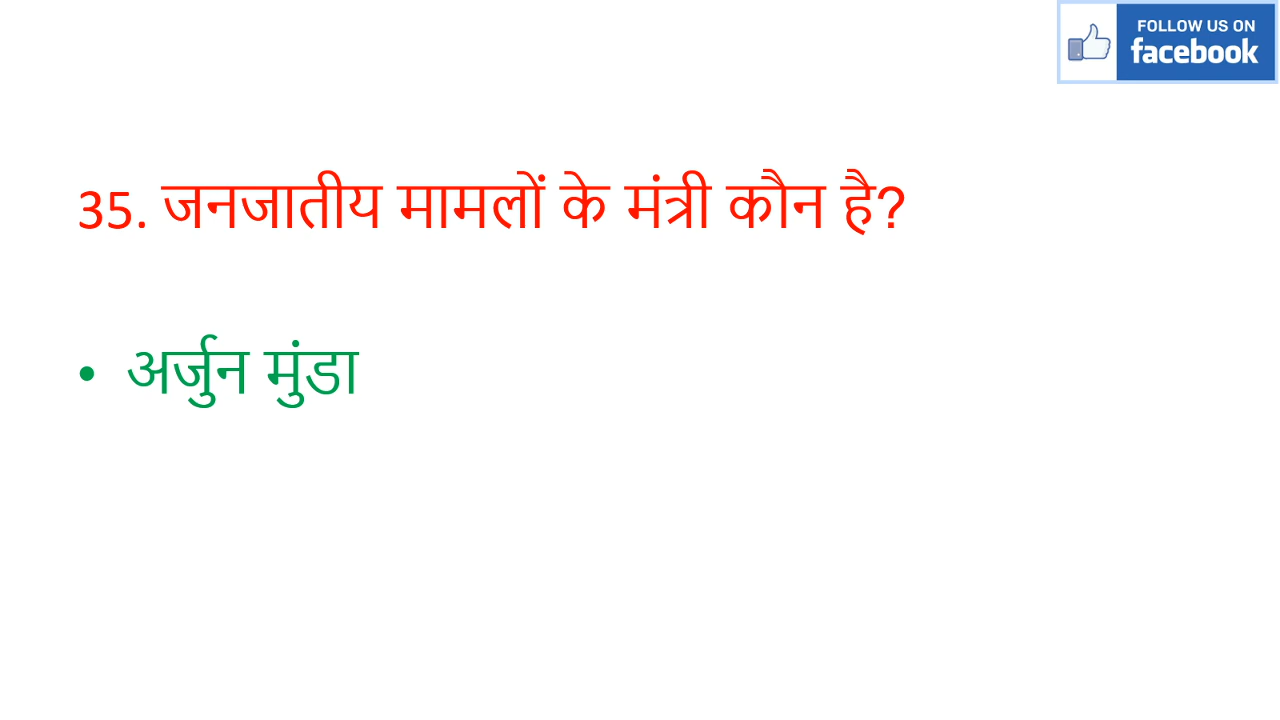 FOLLOW US ON
facebook
35. जनजातीय मामलों के मंत्री कौन है?
• अर्जुन मुंडा